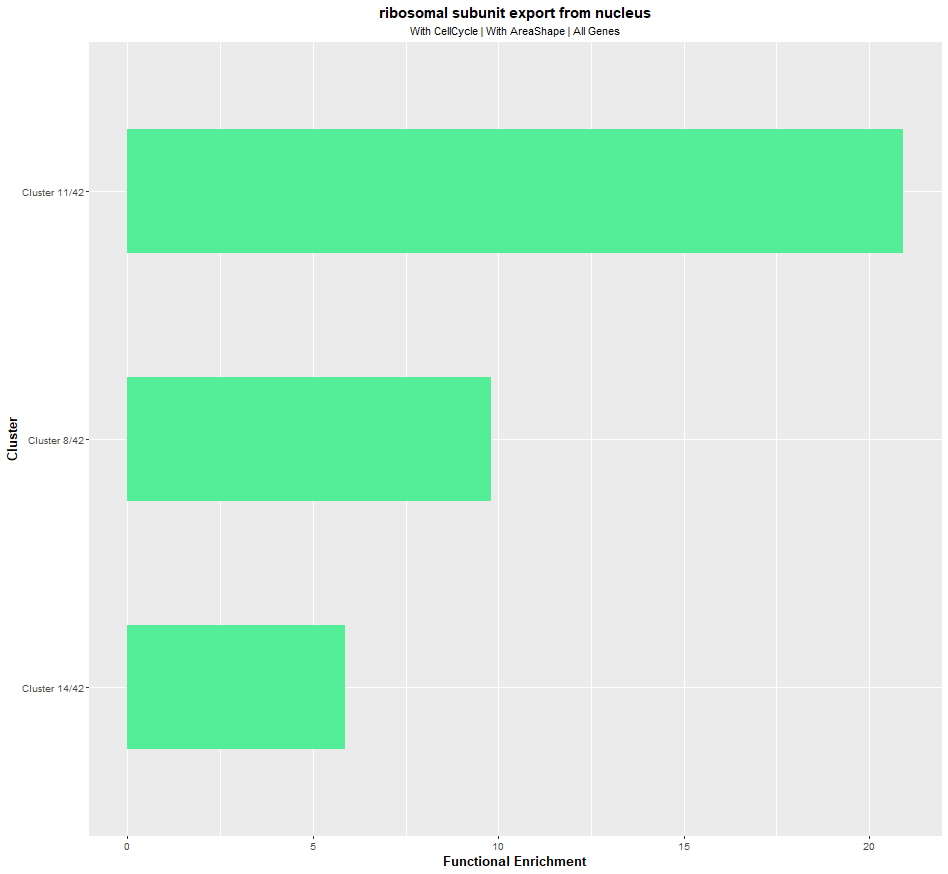 ribosomal subunit export from nucleus
With CellCycle | With AreaShape | All Genes
Cluster
Cluster 11/42
Cluster 8/42
Cluster 14/42
0 5 10 15 20
Functional Enrichment